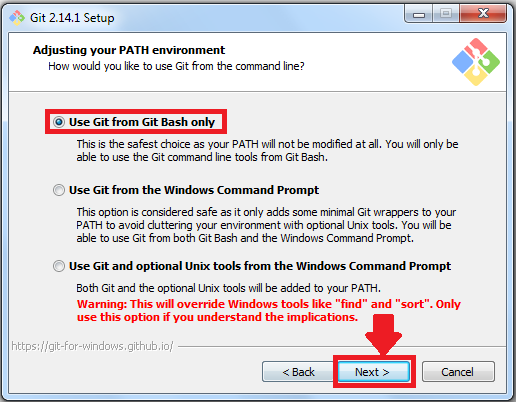 Git 2.14.1 Setup
Adjusting your PATH environment
How would you like to use Git from the command line?
Use Git from Git Bash only
This is the safest choice as your PATH will not be modified at all. You will only be
able to use the Git command line tools from Git Bash.
Use Git from the Windows Command Prompt
This option is considered safe as it only adds some minimal Git wrappers to your
PATH to avoid cluttering your environment with optional Unix tools. You will be
able to use Git from both Git Bash and the Windows Command Prompt.
Use Git and optional Unix tools from the Windows Command Prompt
Both Git and the optional Unix tools will be added to your PATH.
Warning: This will override Windows tools like "find" and "sort". Only
use this option if you understand the implications.
https://git-for-windows.github.io/
< Back Next > Cancel